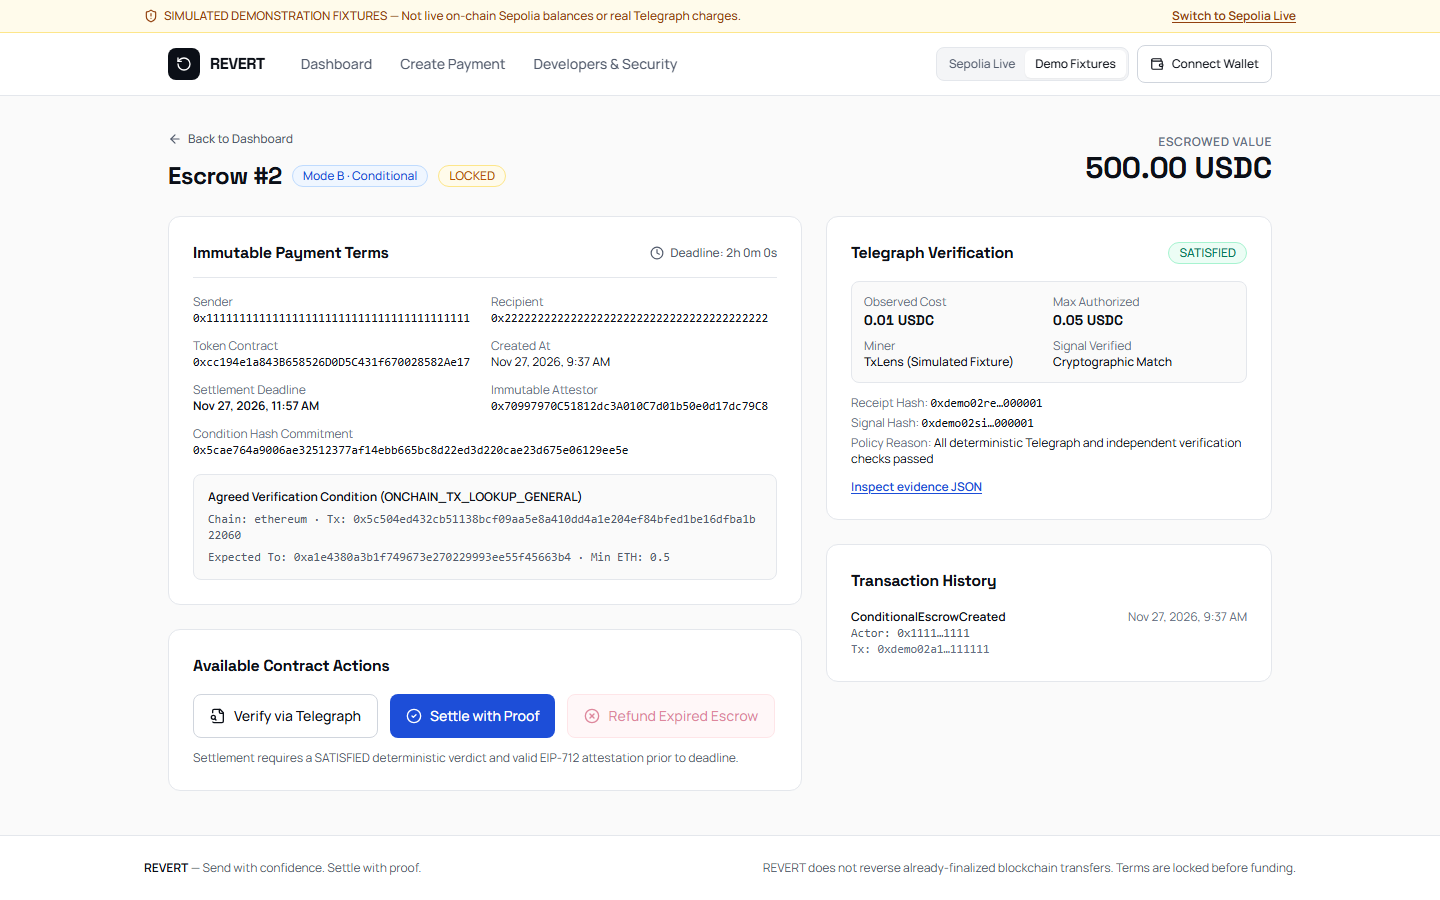 SIMULATED DEMONSTRATION FIXTURES — Not live on-chain Sepolia balances or real Telegraph charges.
Switch to Sepolia Live
REVERT
Dashboard
Create Payment
Developers & Security
Sepolia Live
Demo Fixtures
Connect Wallet
Back to Dashboard
Escrow #2
Mode B · Conditional
LOCKED
ESCROWED VALUE
500.00 USDC
Immutable Payment Terms
Deadline: 2h 0m 0s
Sender
0x1111111111111111111111111111111111111111
Recipient
0x2222222222222222222222222222222222222222
Token Contract
0xcc194e1a843B658526D0D5C431f670028582Ae17
Created At
Nov 27, 2026, 9:37 AM
Settlement Deadline
Nov 27, 2026, 11:57 AM
Immutable Attestor
0x70997970C51812dc3A010C7d01b50e0d17dc79C8
Condition Hash Commitment
0x5cae764a9006ae32512377af14ebb665bc8d22ed3d220cae23d675e06129ee5e
Agreed Verification Condition (ONCHAIN_TX_LOOKUP_GENERAL)
Chain: ethereum · Tx: 0x5c504ed432cb51138bcf09aa5e8a410dd4a1e204ef84bfed1be16dfba1b
22060
Expected To: 0xa1e4380a3b1f749673e270229993ee55f45663b4 · Min ETH: 0.5
Available Contract Actions
Verify via Telegraph
Settle with Proof
Refund Expired Escrow
Settlement requires a SATISFIED deterministic verdict and valid EIP-712 attestation prior to deadline.
Telegraph Verification
SATISFIED
Observed Cost
0.01 USDC
Max Authorized
0.05 USDC
Miner
TxLens (Simulated Fixture)
Signal Verified
Cryptographic Match
Receipt Hash: 0xdemo02re…000001
Signal Hash: 0xdemo02si…000001
Policy Reason: All deterministic Telegraph and independent verification
checks passed
Inspect evidence JSON
Transaction History
ConditionalEscrowCreated
Nov 27, 2026, 9:37 AM
Actor: 0x1111…1111
Tx: 0xdemo02a1…111111
REVERT — Send with confidence. Settle with proof.
REVERT does not reverse already-finalized blockchain transfers. Terms are locked before funding.